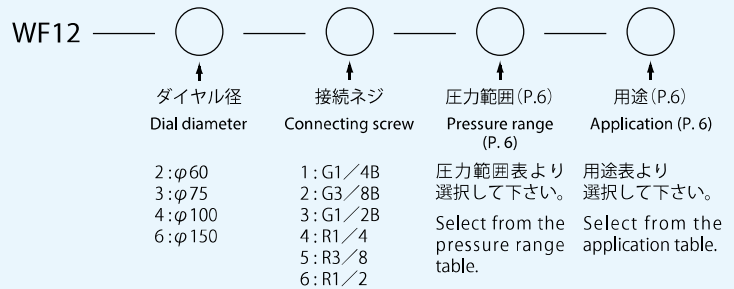 WF12
ダイヤル径
Dial diameter
2:φ60
3:φ75
4:φ100
6:φ150
接続ネジ
Connecting screw
1:G1／4B
2:G3／8B
3:G1／2B
4:R1／4
5:R3／8
6:R1／2
圧力範囲(P.6)
Pressure range
(P. 6)
圧力範囲表より
選択して下さい。
Select from the
pressure range
table.
用途(P.6)
Application (P. 6)
用途表より
選択して下さい。
Select from the
application table.